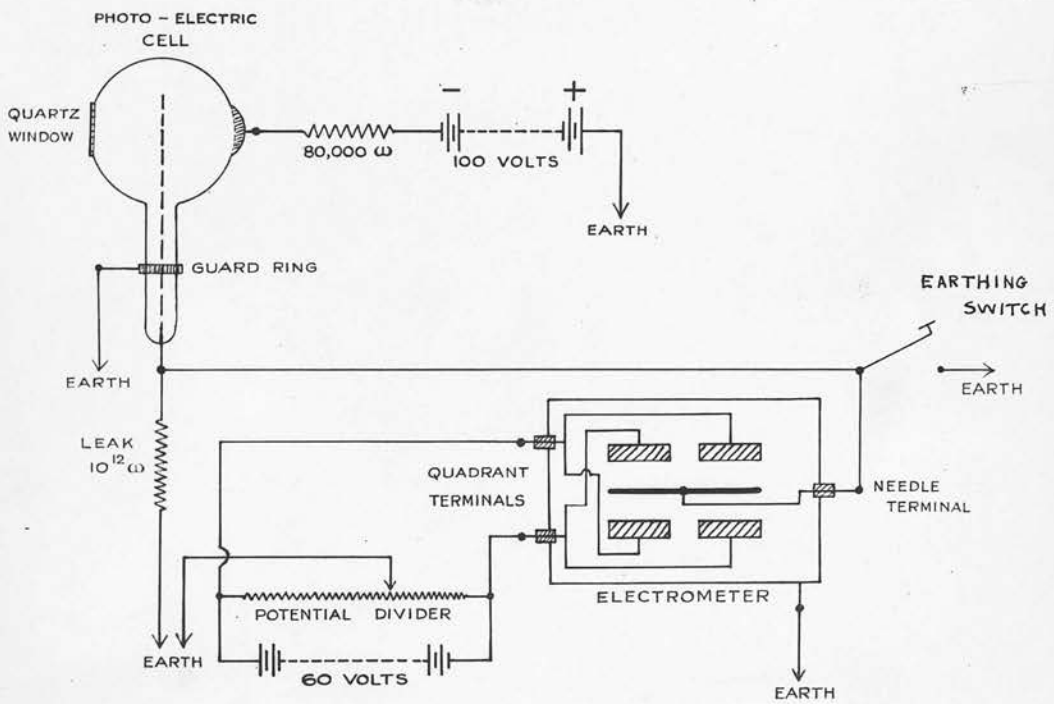 PHOTO - ELECTRIC
CELL
QUARTZ
WINDOW
- +
80,000 ω
100 VOLTS
EARTH
GUARD RING
EARTHING
SWITCH
EARTH
EARTH
LEAK
10¹² ω
QUADRANT
TERMINALS
NEEDLE
TERMINAL
POTENTIAL DIVIDER
ELECTROMETER
EARTH
60 VOLTS
EARTH